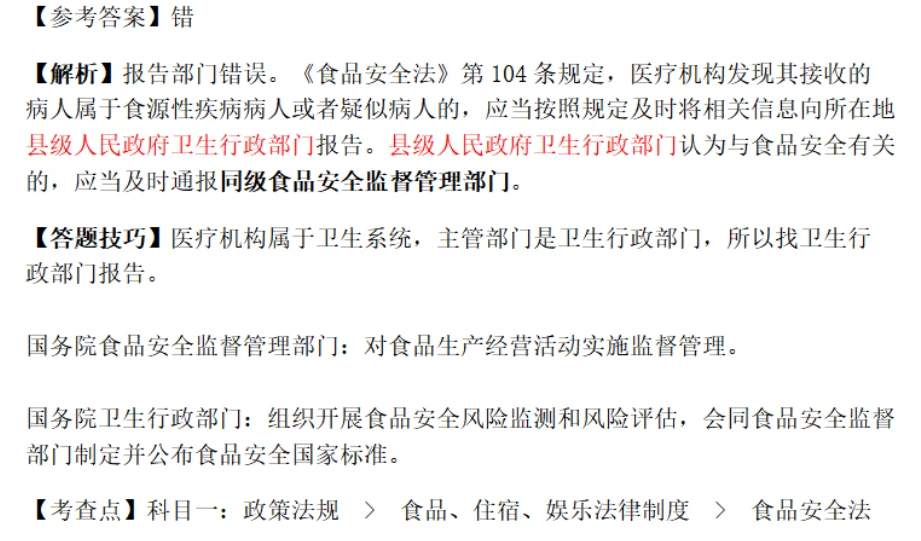 【参考答案】错
【解析】报告部门错误。《食品安全法》第 104 条规定，医疗机构发现其接收的
病人属于食源性疾病病人或者疑似病人的，应当按照规定及时将相关信息向所在地
县级人民政府卫生行政部门报告。县级人民政府卫生行政部门认为与食品安全有关
的，应当及时通报同级食品安全监督管理部门。
【答题技巧】医疗机构属于卫生系统，主管部门是卫生行政部门，所以找卫生行
政部门报告。
国务院食品安全监督管理部门：对食品生产经营活动实施监督管理。
国务院卫生行政部门：组织开展食品安全风险监测和风险评估，会同食品安全监督
部门制定并公布食品安全国家标准。
【考查点】科目一：政策法规 > 食品、住宿、娱乐法律制度 > 食品安全法